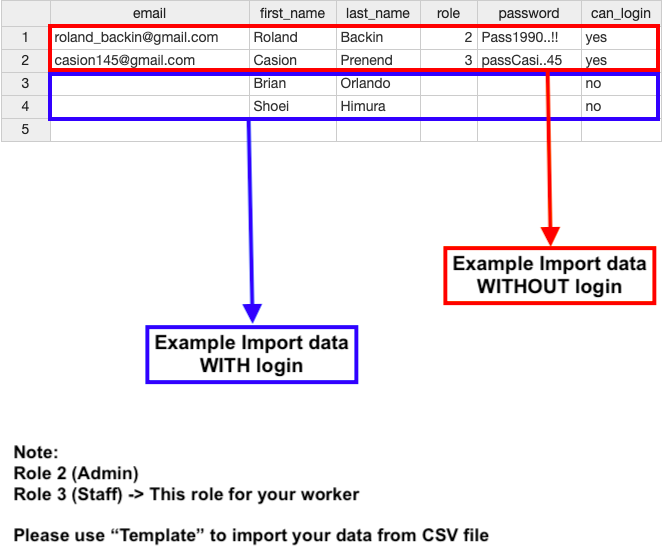 email first_name last_name role password can_login
1 roland_backin@gmail.com Roland Backin 2 Pass1990..!! yes
2 casion145@gmail.com Casion Prenend 3 passCasi..45 yes
3 Brian Orlando no
4 Shoei Himura no
5
Example Import data
WITHOUT login
Example Import data
WITH login
Note:
Role 2 (Admin)
Role 3 (Staff) -> This role for your worker
Please use “Template” to import your data from CSV file